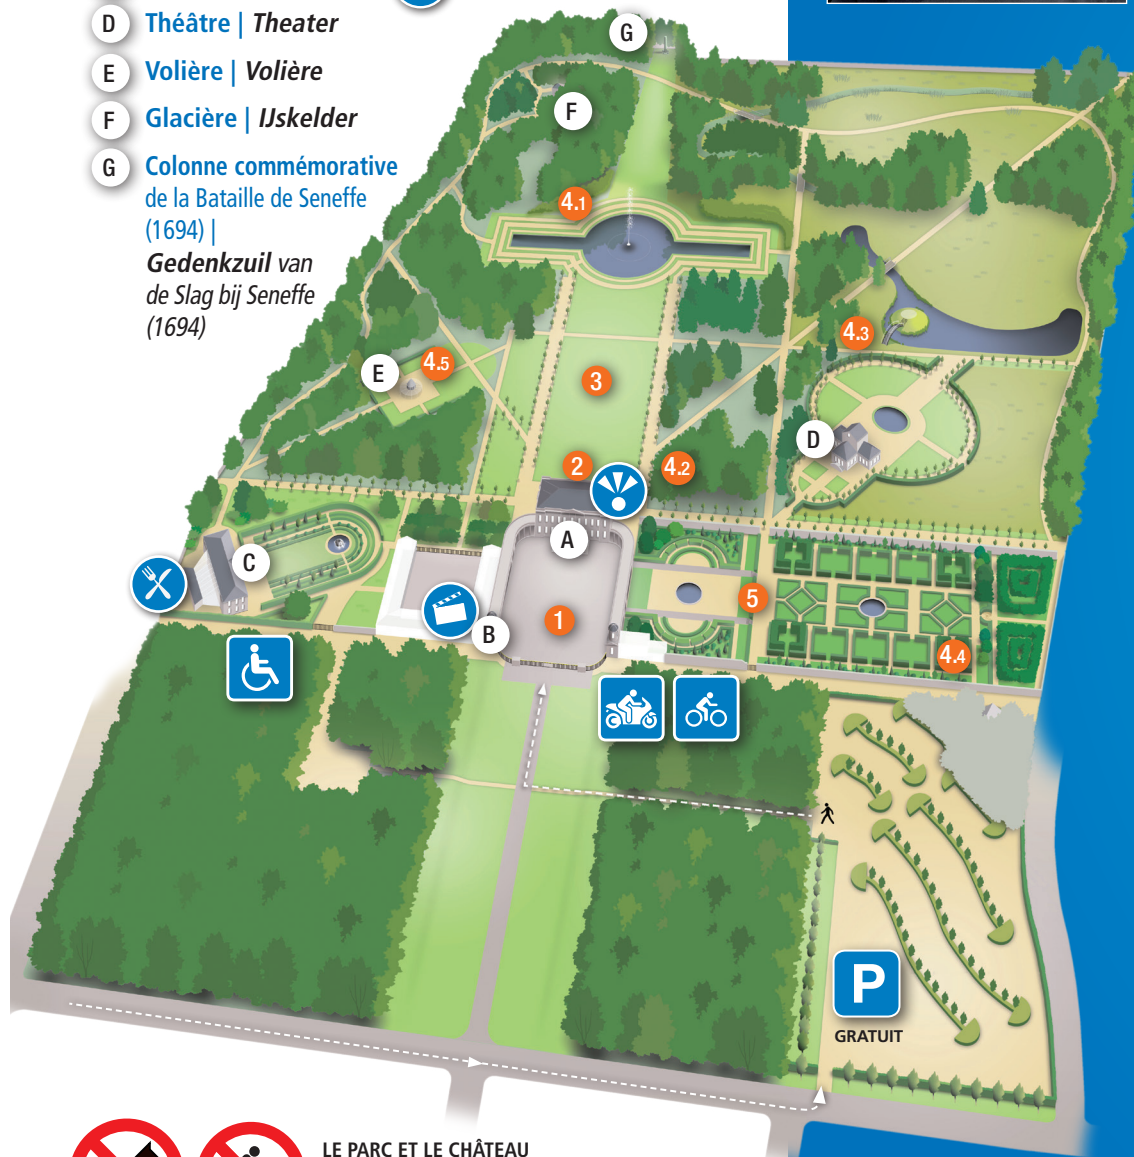 D Théâtre | Theater
E Volière | Volière
F Glacière | IJskelder
G Colonne commémorative
de la Bataille de Seneffe
(1694) |
Gedenkzuil van
de Slag bij Seneffe
(1694)
G
F
4.1
4.3
E
4.5
3
D
2
4.2
A
C
5
1
B
4.4
P
GRATUIT
LE PARC ET LE CHÂTEAU